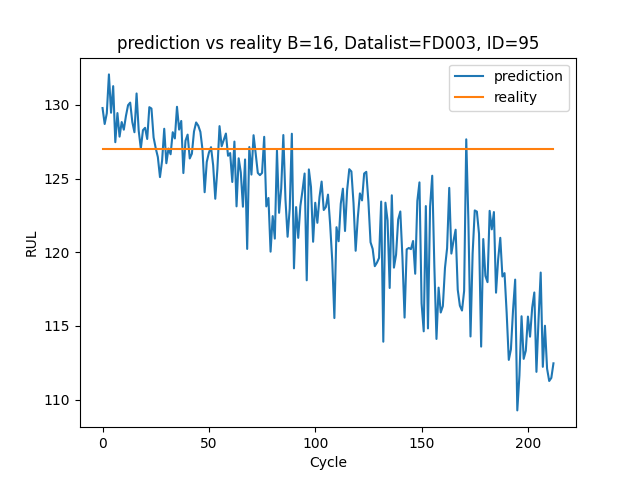 prediction vs reality B=16, Datalist=FD003, ID=95
prediction
reality
130
125
120
115
110
RUL
0
50
100
150
200
Cycle